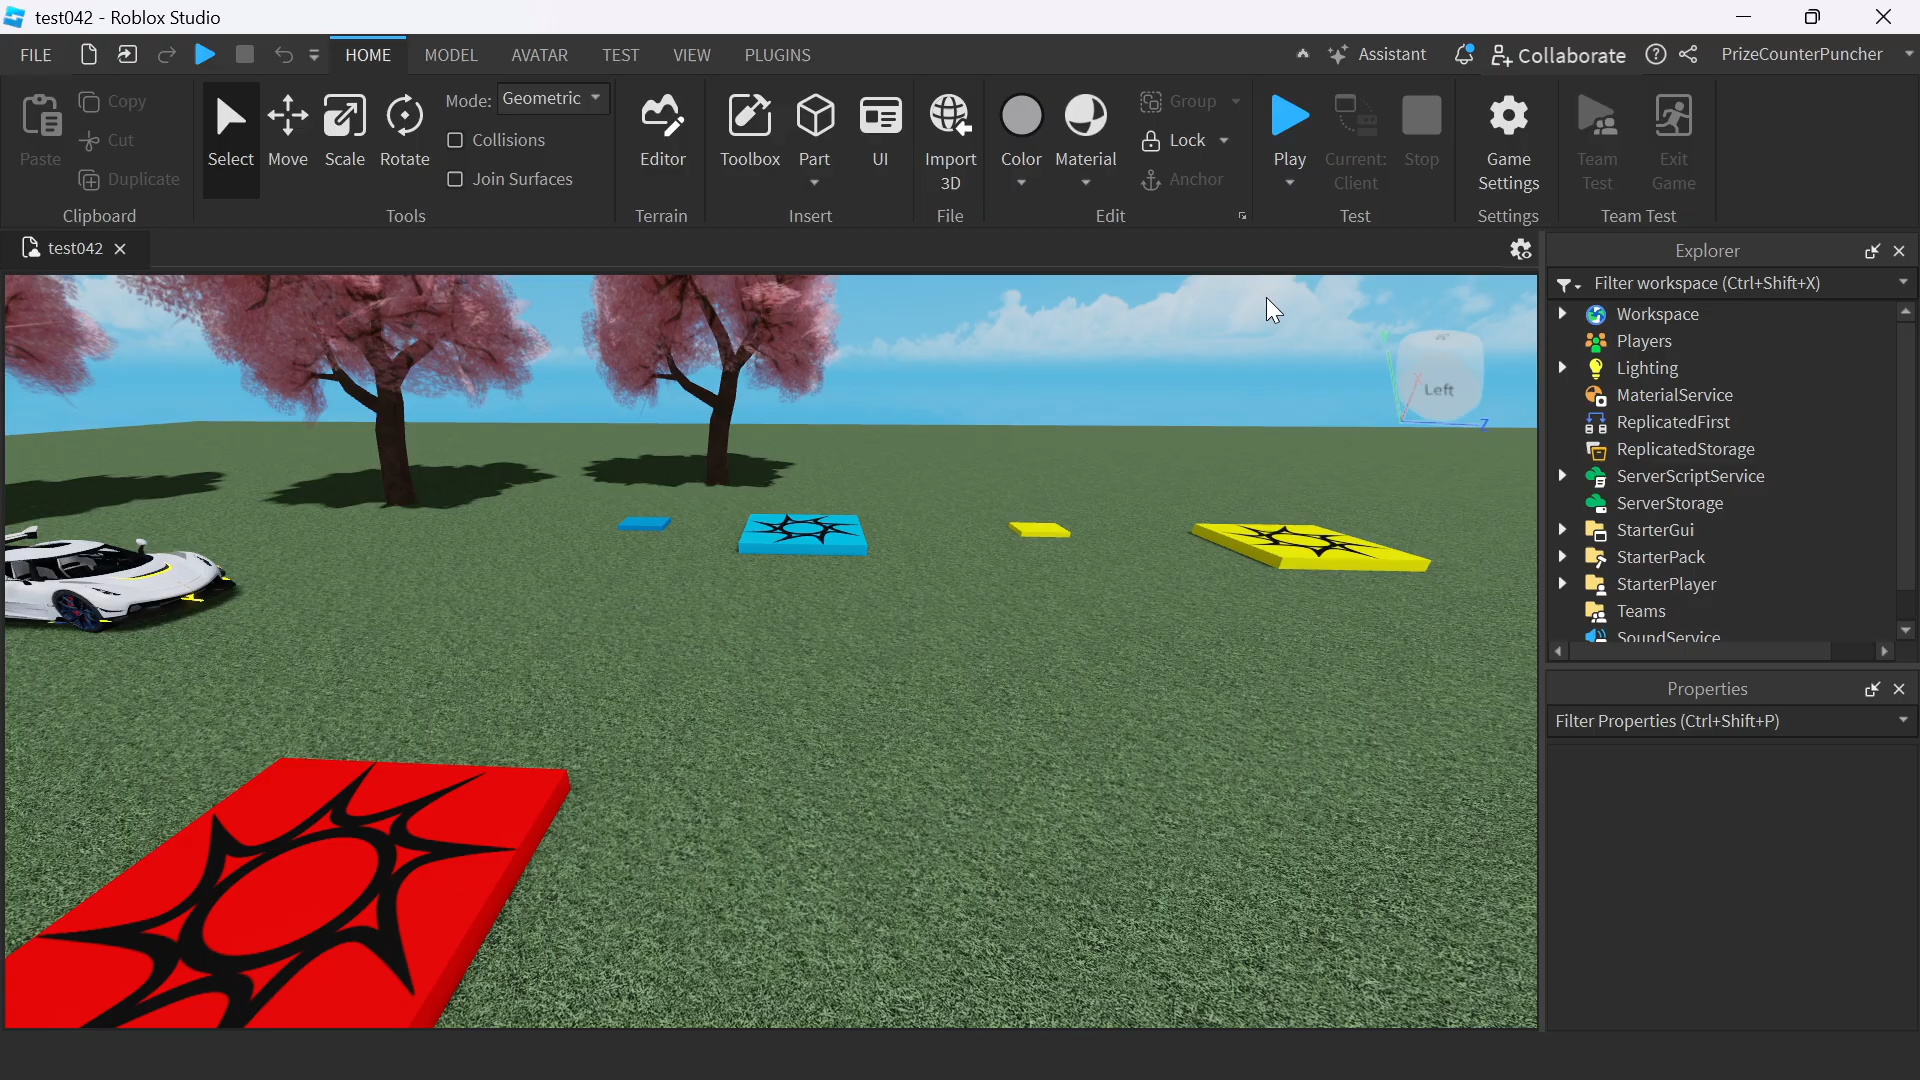 test042 - Roblox Studio
FILE HOME MODEL AVATAR TEST VIEW PLUGINS Assistant Collaborate PrizeCounterPuncher
Paste Copy Cut Duplicate
Clipboard
Select Move Scale Rotate
Mode: Geometric
Collisions
Join Surfaces
Tools
Editor
Terrain
Toolbox Part UI
Insert
Import
3D
File
Color Material
Group
Lock
Anchor
Edit
Play
Current:
Client
Stop
Test
Game
Settings
Settings
Team
Test
Exit
Game
Team Test
test042
Left
Y
X
Z
Explorer
Filter workspace (Ctrl+Shift+X)
Workspace
Players
Lighting
MaterialService
ReplicatedFirst
ReplicatedStorage
ServerScriptService
ServerStorage
StarterGui
StarterPack
StarterPlayer
Teams
SoundService
Properties
Filter Properties (Ctrl+Shift+P)